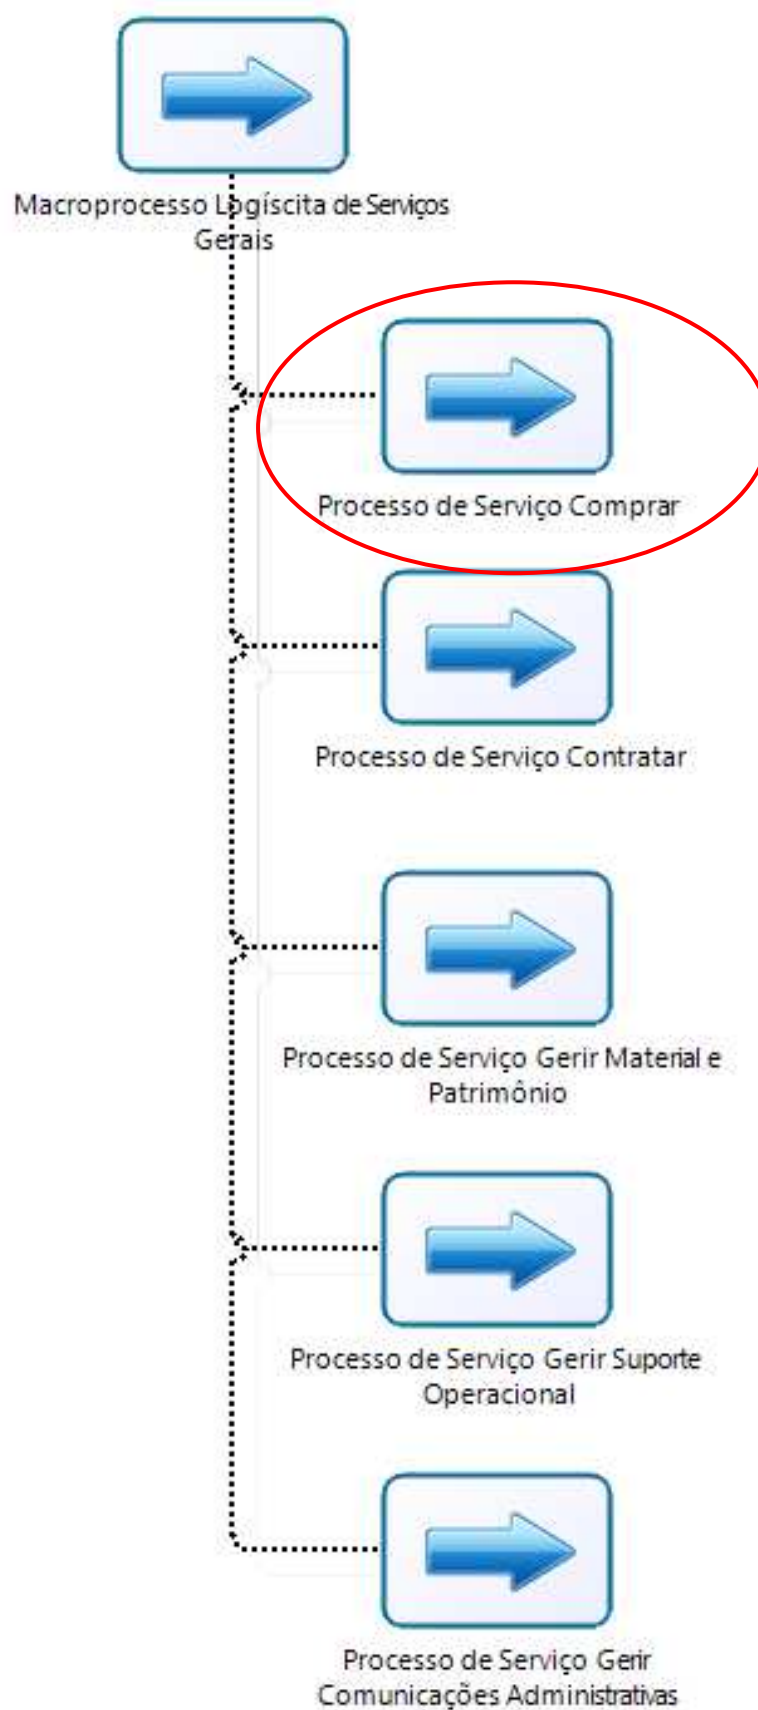 Macroprocesso Logíscita de Serviços
Gerais
Processo de Serviço Comprar
Processo de Serviço Contratar
Processo de Serviço Gerir Material e
Patrimônio
Processo de Serviço Gerir Suporte
Operacional
Processo de Serviço Gerir
Comunicações Administrativas